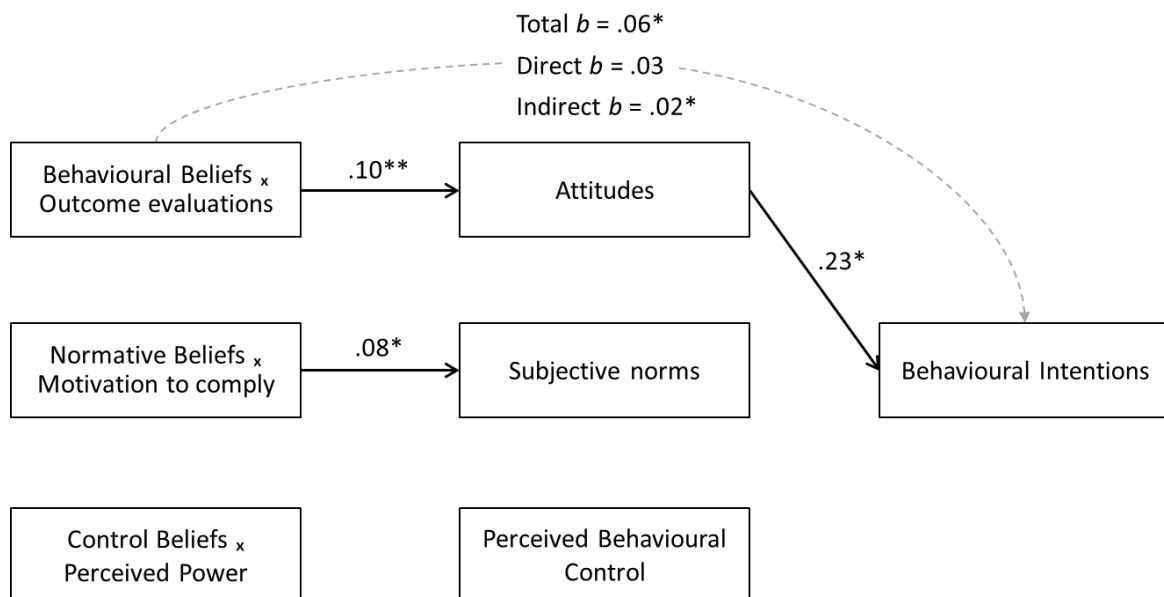 Total b = .06*
Direct b = .03
Indirect b = .02*
Behavioural Beliefs x
Outcome evaluations
.10**
Attitudes
.23*
Normative Beliefs x
Motivation to comply
.08*
Subjective norms
Behavioural Intentions
Control Beliefs x
Perceived Power
Perceived Behavioural
Control